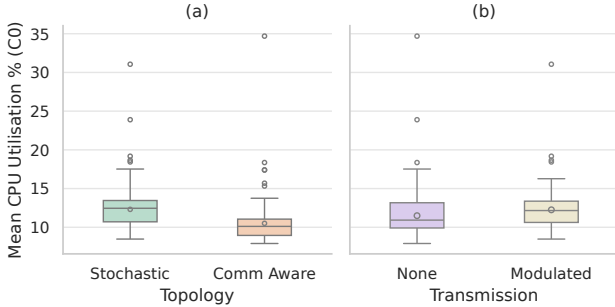 (a)
(b)
Mean CPU Utilisation % (C0)
35
30
25
20
15
10
Stochastic
Comm Aware
None
Modulated
Topology
Transmission